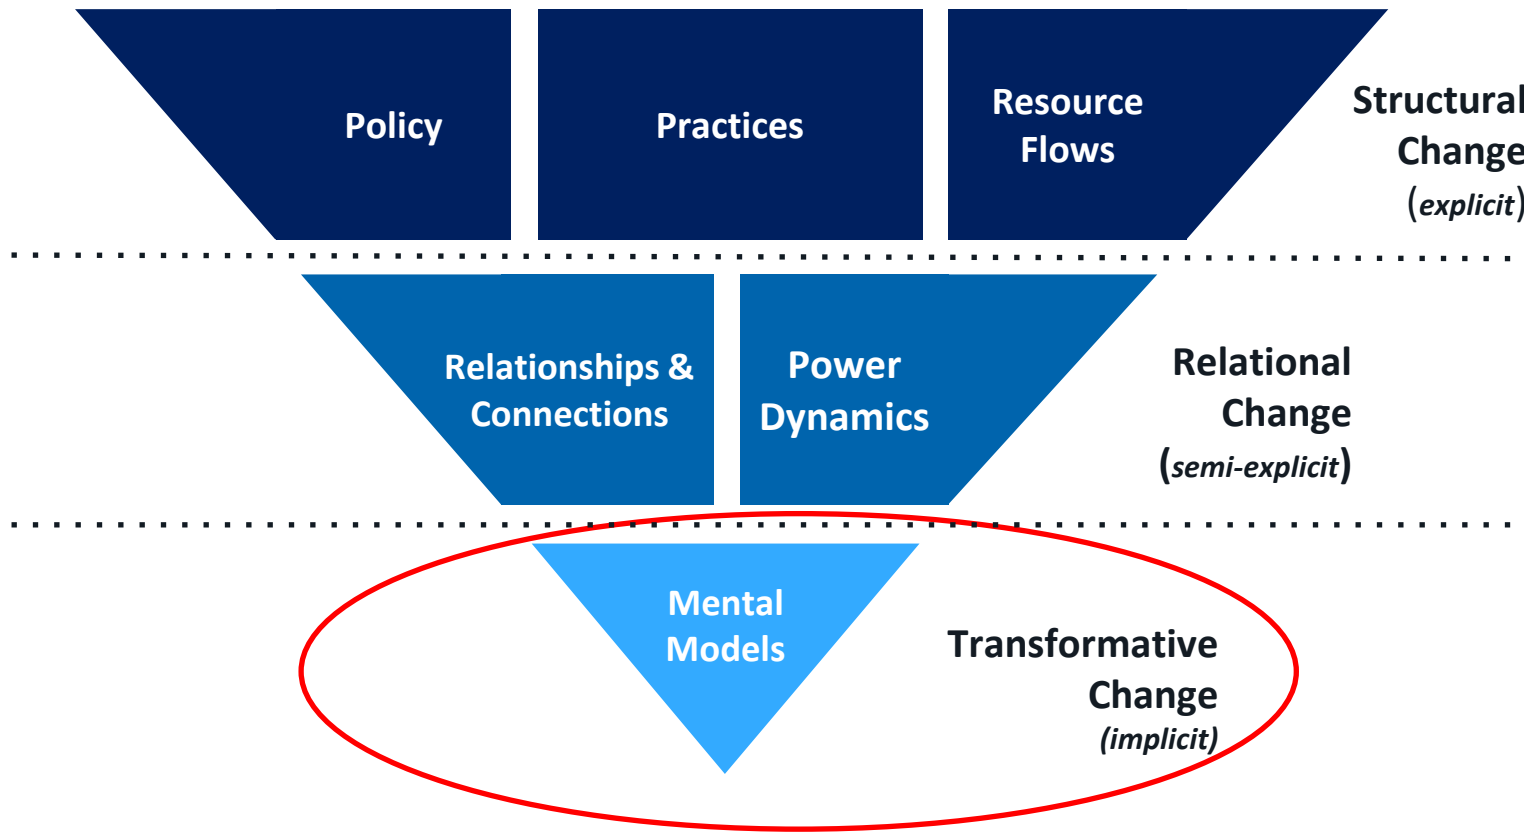 Policy
Practices
Resource
Flows
Structural
Change
(explicit)
Relationships &
Connections
Power
Dynamics
Relational
Change
(semi-explicit)
Mental
Models
Transformative
Change
(implicit)